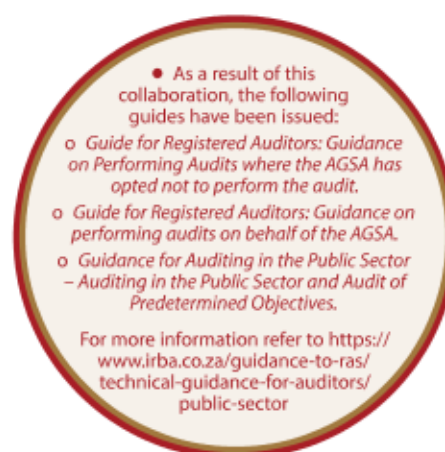 • As a result of this
collaboration, the following
guides have been issued:
o Guide for Registered Auditors: Guidance
on Performing Audits where the AGSA has
opted not to perform the audit.
o Guide for Registered Auditors: Guidance on
performing audits on behalf of the AGSA.
o Guidance for Auditing in the Public Sector
– Auditing in the Public Sector and Audit of
Predetermined Objectives.
For more information refer to https://
www.irba.co.za/guidance-to-ras/
technical-guidance-for-auditors/
public-sector